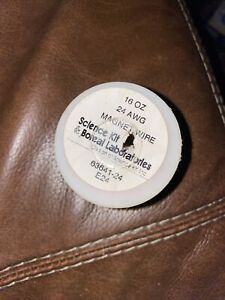 16 OZ
24 AWG
MAGNET WIRE
Science Kit
& Boreal Laboratories
63641-24
E24